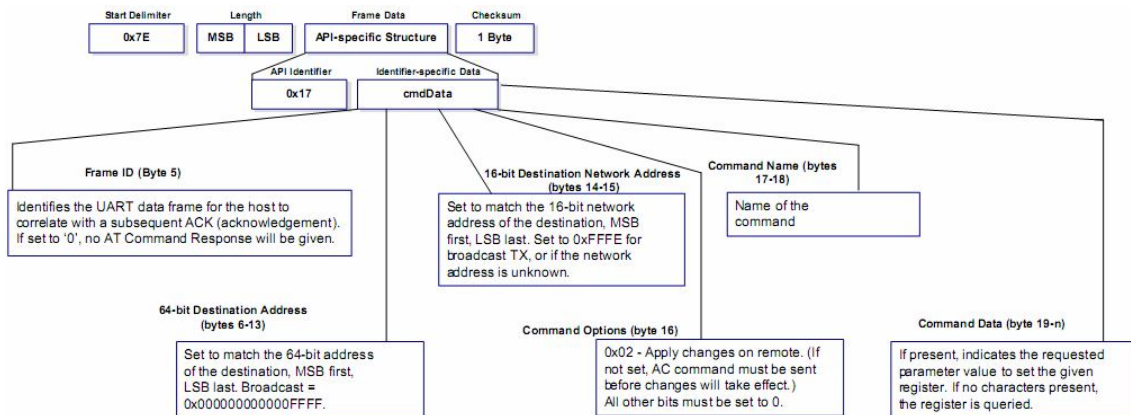 Start Delimiter
Length
Frame Data
Checksum
0x7E
MSB
LSB
API-specific Structure
1 Byte
API Identifier
Identifier-specific Data
0x17
cmdData
Frame ID (Byte 5)
Identifies the UART data frame for the host
to correlate with a subsequent ACK (acknowledgement).
If set to ‘0’, no AT Command Response will be given.
16-bit Destination Network Address
(bytes 14-15)
Set to match the 16-bit network
address of the destination, MSB
first, LSB last. Set to 0xFFFE for
broadcast TX, or if the network
address is unknown.
Command Name (bytes
17-18)
Name of the
command
64-bit Destination Address
(bytes 6-13)
Set to match the 64-bit address
of the destination, MSB first,
LSB last. Broadcast =
0x000000000000FFFF.
Command Options (byte 16)
0x02 - Apply changes on remote. (If
not set, AC command must be sent
before changes will take effect.)
All other bits must be set to 0.
Command Data (byte 19-n)
If present, indicates the requested
parameter value to set the given
register. If no characters present,
the register is queried.